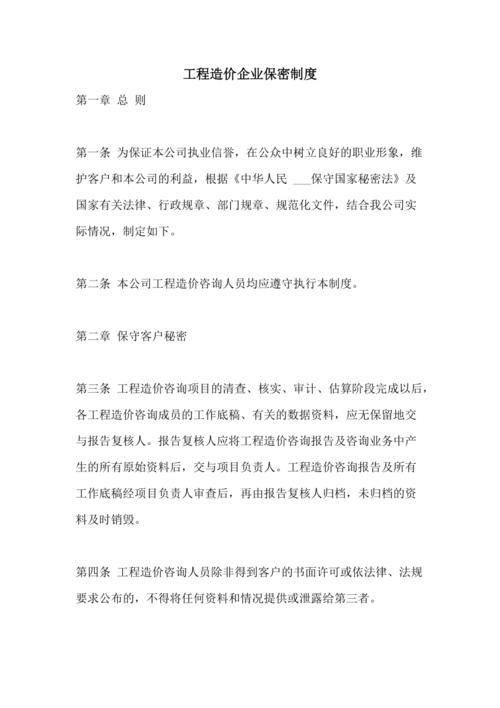 工程造价企业保密制度
第一章 总 则
第一条 为保证本公司执业信誉，在公众中树立良好的职业形象，维
护客户和本公司的利益，根据《中华人民 ___保守国家秘密法》及
国家有关法律、行政规章、部门规章、规范化文件，结合我公司实
际情况，制定如下。
第二条 本公司工程造价咨询人员均应遵守执行本制度。
第二章 保守客户秘密
第三条 工程造价咨询项目的清查、核实、审计、估算阶段完成以后，
各工程造价咨询成员的工作底稿、有关的数据资料，应无保留地交
与报告复核人。报告复核人应将工程造价咨询报告及咨询业务中产
生的所有原始资料后，交与项目负责人。工程造价咨询报告及所有
工作底稿经项目负责人审查后，再由报告复核人归档，未归档的资
料及时销毁。
第四条 工程造价咨询人员除非得到客户的书面许可或依法律、法规
要求公布的，不得将任何资料和情况提供或泄露给第三者。